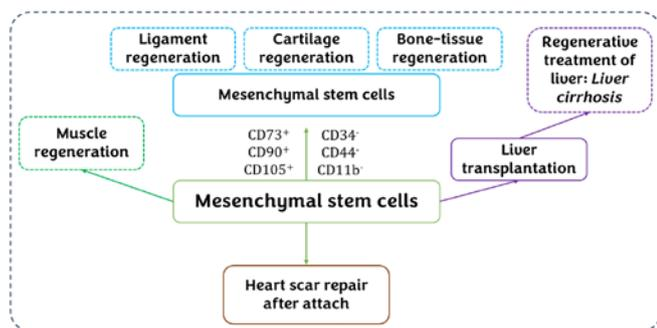 Ligament
regeneration
Cartilage
regeneration
Bone-tissue
regeneration
Regenerative
treatment of
liver: Liver
cirrhosis
Mesenchymal stem cells
Muscle
regeneration
CD73⁺ CD34⁻
CD90⁺ CD44⁻
CD105⁺ CD11b⁻
Liver
transplantation
Mesenchymal stem cells
Heart scar repair
after attach